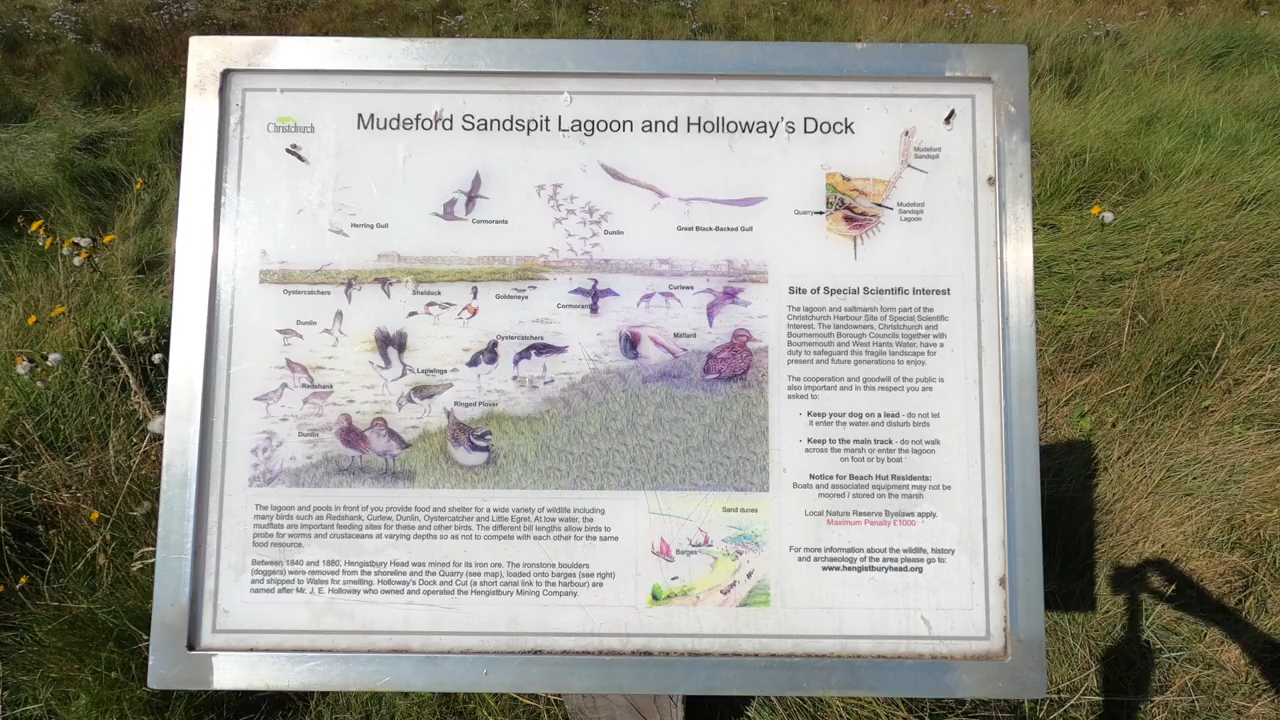 Christchurch
Mudeford Sandspit Lagoon and Holloway's Dock
Herring Gull
Cormorants
Dunlin
Great Black-Backed Gull
Mudeford
Sandspit
Quarry
Mudeford
Sandspit
Lagoon
Oystercatchers
Shelduck
Goldeneye
Cormorant
Curlews
Dunlin
Oystercatchers
Mallard
Lapwings
Redshank
Ringed Plover
Dunlin
The lagoon and pools in front of you provide food and shelter for a wide variety of wildlife including
many birds such as Redshank, Curlew, Dunlin, Oystercatcher and Little Egret. At low water, the
mudflats are important feeding sites for these and other birds. The different bill lengths allow birds to
probe for worms and crustaceans at varying depths so as not to compete with each other for the same
food resource.
Between 1840 and 1880, Hengistbury Head was mined for its iron ore. The ironstone boulders
(doggers) were removed from the shoreline and the Quarry (see map), loaded onto barges (see right)
and shipped to Wales for smelting. Holloway's Dock and Cut (a short canal link to the harbour) are
named after Mr. J. E. Holloway who owned and operated the Hengistbury Mining Company.
Sand dunes
Barges
Site of Special Scientific Interest
The lagoon and saltmarsh form part of the
Christchurch Harbour Site of Special Scientific
Interest. The landowners, Christchurch and
Bournemouth Borough Councils together with
Bournemouth and West Hants Water, have a
duty to safeguard this fragile landscape for
present and future generations to enjoy.
The cooperation and goodwill of the public is
also important and in this respect you are
asked to:
• Keep your dog on a lead - do not let
it enter the water and disturb birds
• Keep to the main track - do not walk
across the marsh or enter the lagoon
on foot or by boat
Notice for Beach Hut Residents:
Boats and associated equipment may not be
moored / stored on the marsh
Local Nature Reserve Byelaws apply.
Maximum Penalty £1000
For more information about the wildlife, history
and archaeology of the area please go to:
www.hengistburyhead.org